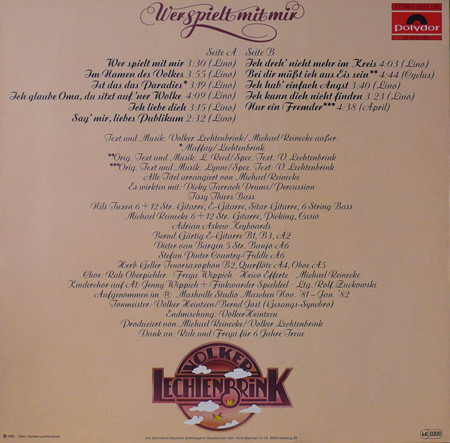 Wer spielt mit mir
STEREO
Polydor
Seite A
Wer spielt mit mir 3:30 (Lino)
Im Namen des Volkes 3:55 (Lino)
Ist das das Paradies* 3:19 (Lino)
Ich glaube Oma, du sitzt auf'ner Wolke 4:09 (Lino)
Ich liebe dich 3:15 (Lino)
Sag' mir, liebes Publikum 2:32 (Lino)
Seite B
Ich dreh' nicht mehr im Kreis 4:03 (Lino)
Bei dir müßt ich aus Eis sein** 4:44 (Cyclus)
Ich hab' einfach Angst 3:40 (Lino)
Ich kann dich nicht finden 3:23 (Lino)
Nur ein Fremder*** 4:38 (April)
Text und Musik: Volker Lechtenbrink/Michael Reinecke außer:
*Maffay/Lechtenbrink
**Orig. Text und Musik: L. Reed/Spez. Text: V. Lechtenbrink
***Orig. Text und Musik: Lynne/Spez. Text: V. Lechtenbrink
Alle Titel arrangiert von Michael Reinecke
Es wirkten mit: Dicky Tarrach Drums/Percussion
Tissy Thiers Bass
Nils Tuxen 6+12 Str. Gitarre, E-Gitarre, Sitar-Gitarre, 6 String Bass
Michael Reinecke 6+12 Str. Gitarre, Picking, Casio
Adrian Askew Keyboards
Bernd Gärtig E-Gitarre B1, B3, A2
Dieter von Bargen 5 Str. Banjo A6
Stefan Pinter Country-Fiddle A6
Herb Geller Tenorsaxophon B2, Querflöte A4, Oboe A5
Chor: Rale Oberpichler · Freya Wippich · Heico Effertz · Michael Reinecke
Kinderchor auf A1: Jenny Wippich + Finkwarder Speeldeel · Ltg. Rolf Zuckowski
Aufgenommen im Mashville Studio Maschen Nov. '81 - Jan. '82
Tonmeister: Volker Heintzen/Bernd Jost (Gesangs-Synchro)
Endmischung: Volker Heintzen
Produciert von Michael Reinecke/Volker Lechtenbrink
Dank an: Rale und Freya für 6 Jahre Treue
VOLKER
LECHTENBRINK
LC 0309